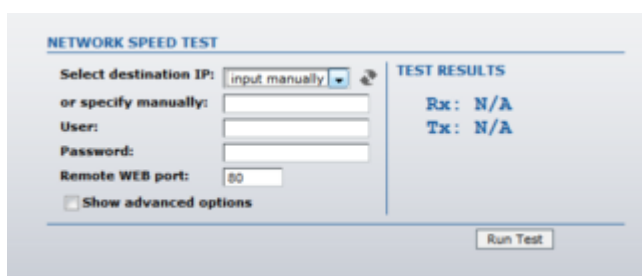 NETWORK SPEED TEST
Select destination IP: input manually
or specify manually:
User:
Password:
Remote WEB port: 80
Show advanced options
TEST RESULTS
Rx: N/A
Tx: N/A
Run Test